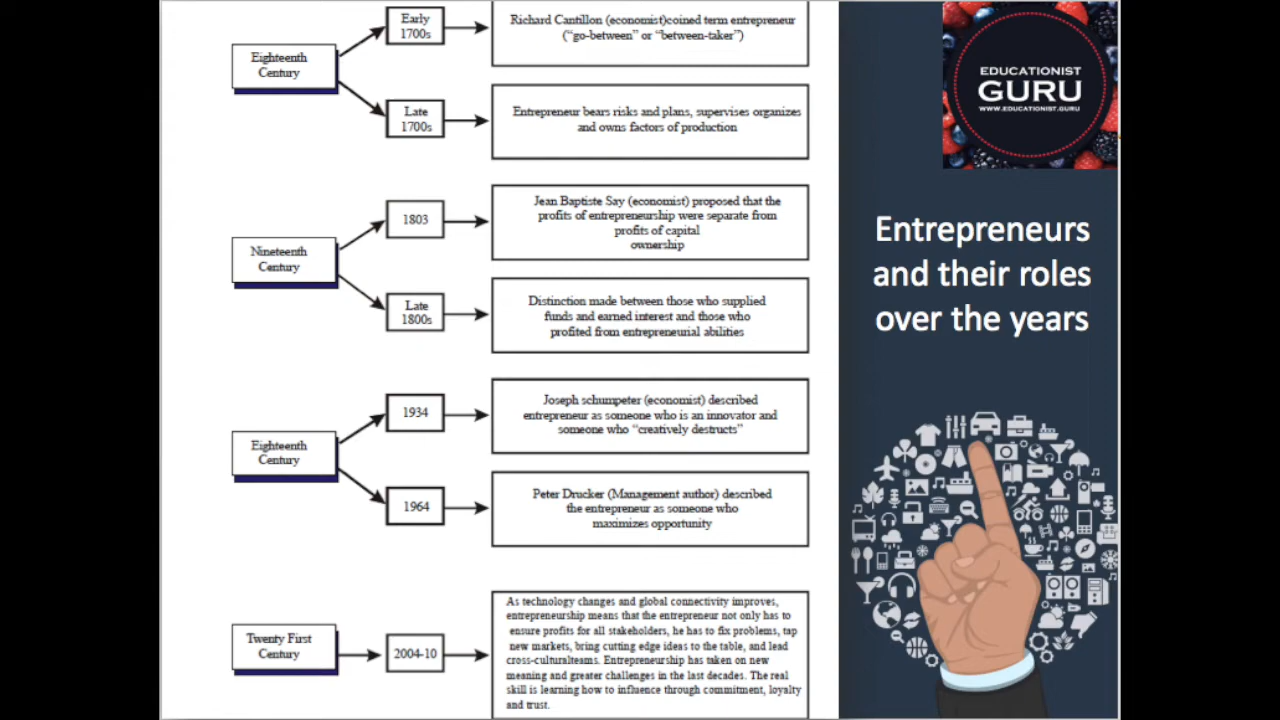 Early
1700s
Richard Cantillon (economist)coined term entrepreneur
(“go-between” or “between-taker”)
Eighteenth
Century
Late
1700s
Entrepreneur bears risks and plans, supervises organizes
and owns factors of production
1803
Jean Baptiste Say (economist) proposed that the
profits of entrepreneurship were separate from
profits of capital
ownership
Nineteenth
Century
Late
1800s
Distinction made between those who supplied
funds and earned interest and those who
profited from entrepreneurial abilities
1934
Joseph schumpeter (economist) described
entrepreneur as someone who is an innovator and
someone who “creatively destructs”
Eighteenth
Century
1964
Peter Drucker (Management author) described
the entrepreneur as someone who
maximizes opportunity
Twenty First
Century
2004-10
As technology changes and global connectivity improves,
entrepreneurship means that the entrepreneur not only has to
ensure profits for all stakeholders, he has to fix problems, tap
new markets, bring cutting edge ideas to the table, and lead
cross-culturalteams. Entrepreneurship has taken on new
meaning and greater challenges in the last decades. The real
skill is learning how to influence through commitment, loyalty
and trust.
EDUCATIONIST
GURU
WWW.EDUCATIONIST.GURU
Entrepreneurs
and their roles
over the years